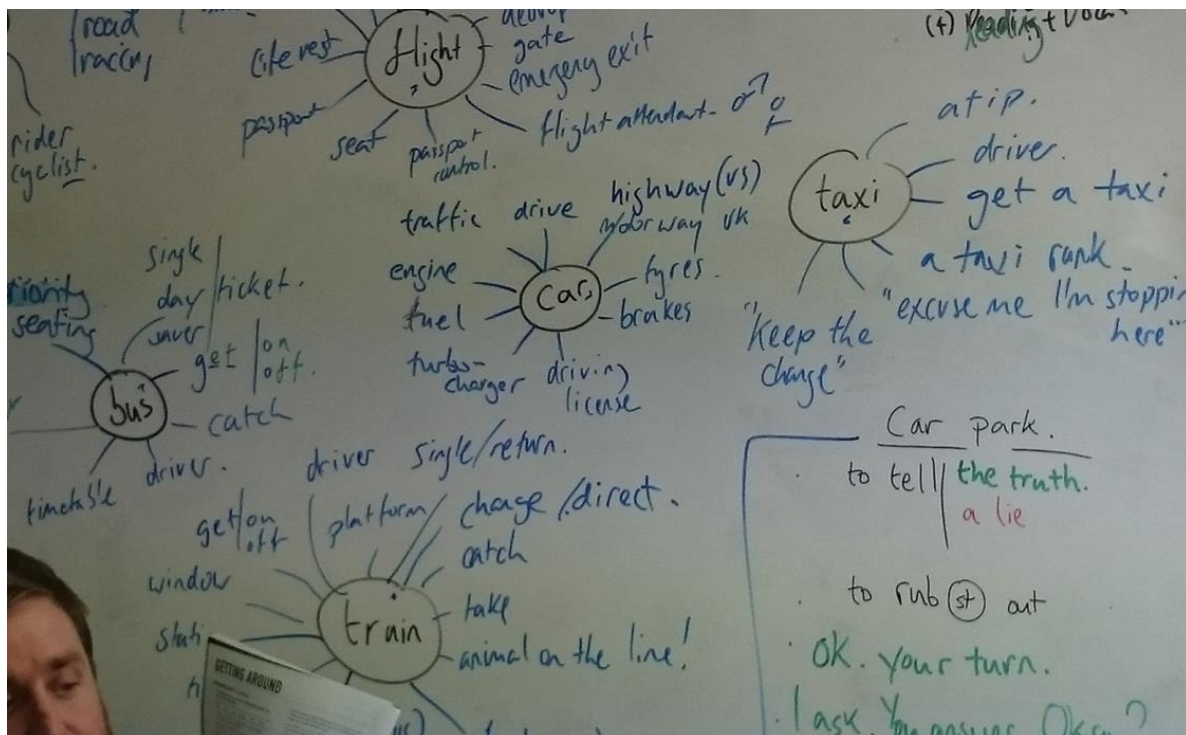 road
racing
rider
cyclist.
flight
life vest
passport
seat
passport
control.
gate
emergency exit
flight attendant.
(4) Reading +
taxi
a tip.
driver.
get a taxi
a taxi rank.
"excuse me I'm stoppin
here"
"keep the
change"
car
traffic
drive
highway (US)
Motorway UK
engine
tyres.
fuel
brakes
turbo-
charger
driving
license
bus
seating
single
day
saver
ticket.
get on
off.
catch
driver.
timetable
train
driver
single/return.
get/on
off
platform
change/direct.
window
catch
take
animal on the line!
GETTING AROUND
Car park.
to tell the truth.
a lie
to rub st out
OK. Your turn.
I ask. You answer. Okay?